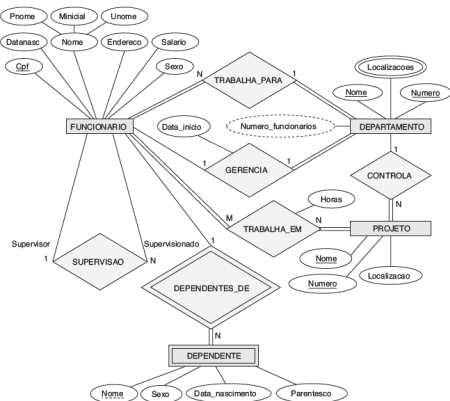 Pnome Minicial Unome
Datanasc Nome Endereco Salario
Cpf Sexo
N TRABALHA_PARA 1
Localizacoes
Nome Numero
FUNCIONARIO
Data_inicio
Numero_funcionarios
DEPARTAMENTO
1 GERENCIA 1
1
CONTROLA
N
Horas
M TRABALHA_EM N
PROJETO
Nome
Numero
Localizacao
Supervisor Supervisionado
1 SUPERVISAO N
1
DEPENDENTES_DE
N
DEPENDENTE
Nome Sexo Data_nascimento Parentesco